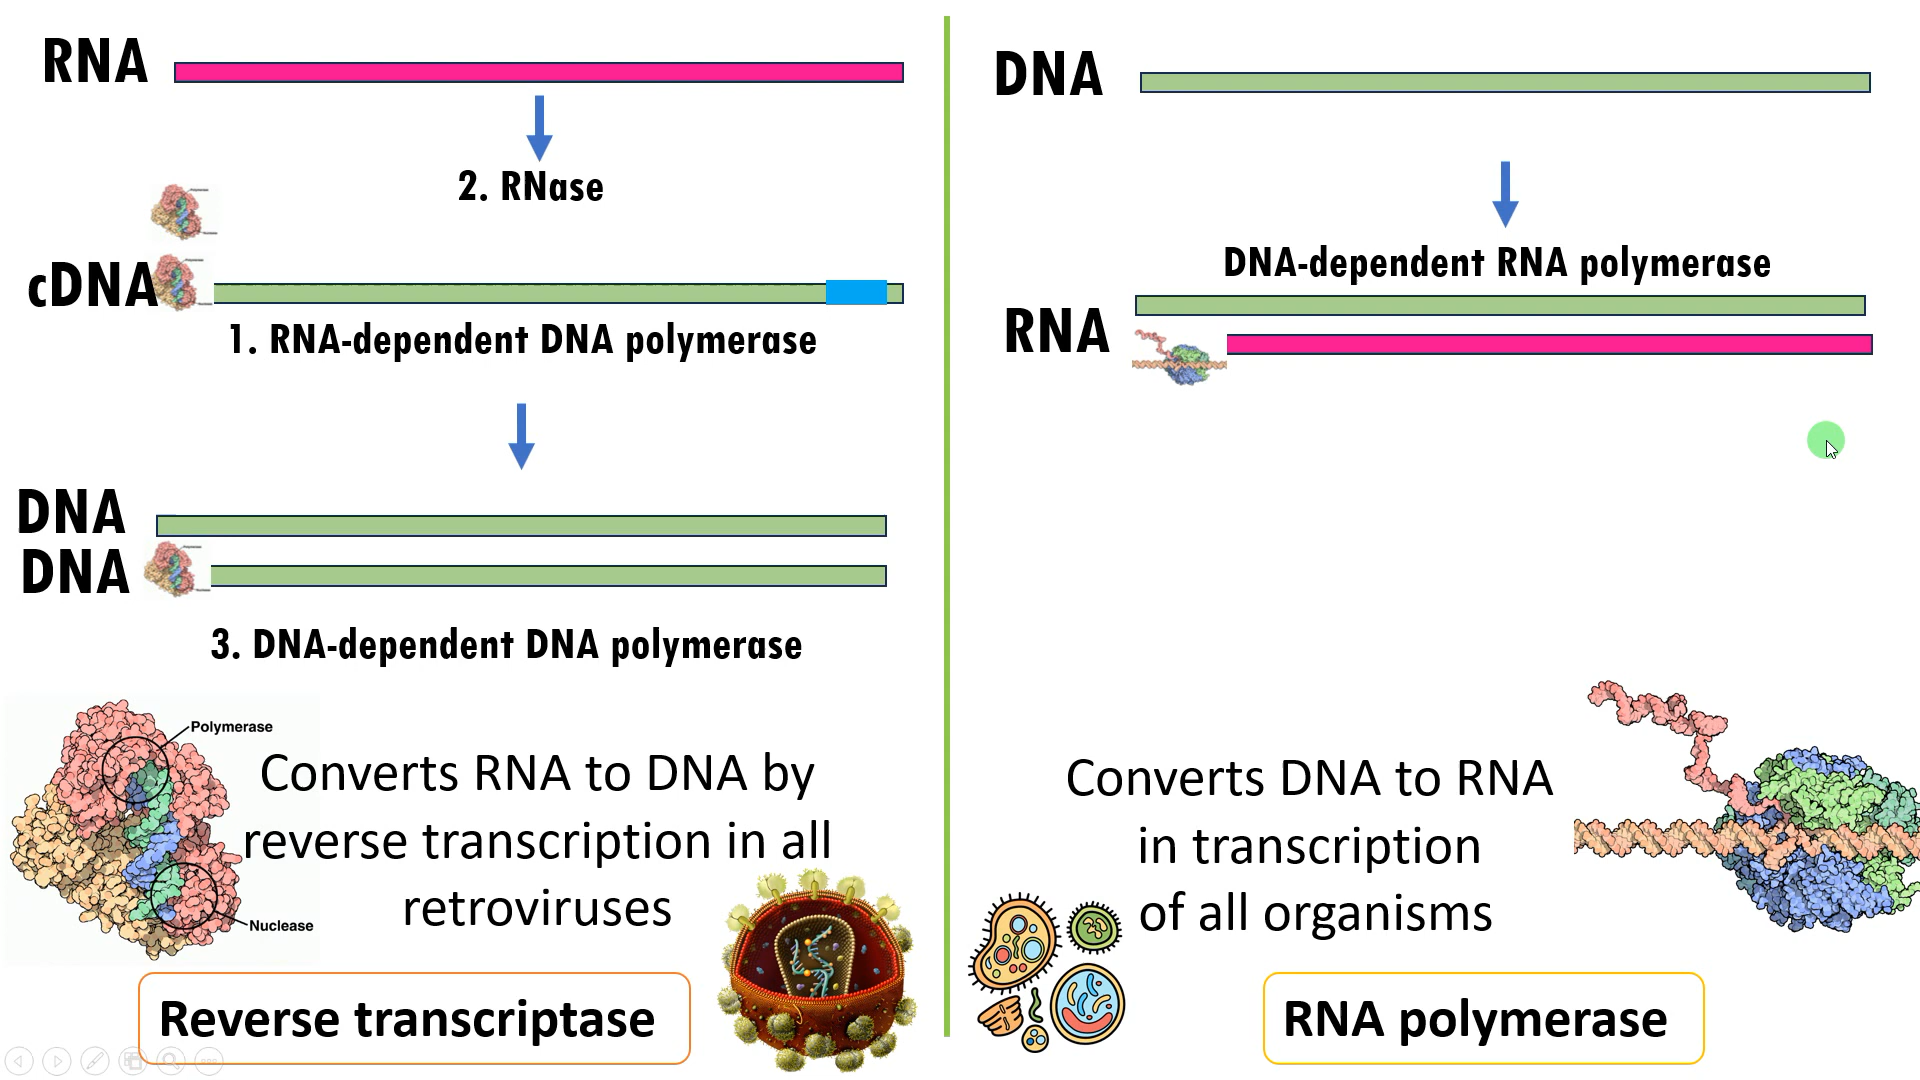 RNA
2. RNase
cDNA
1. RNA-dependent DNA polymerase
DNA
DNA
3. DNA-dependent DNA polymerase
Polymerase
Converts RNA to DNA by
reverse transcription in all
retroviruses
Nuclease
Reverse transcriptase
DNA
DNA-dependent RNA polymerase
RNA
Converts DNA to RNA
in transcription
of all organisms
RNA polymerase